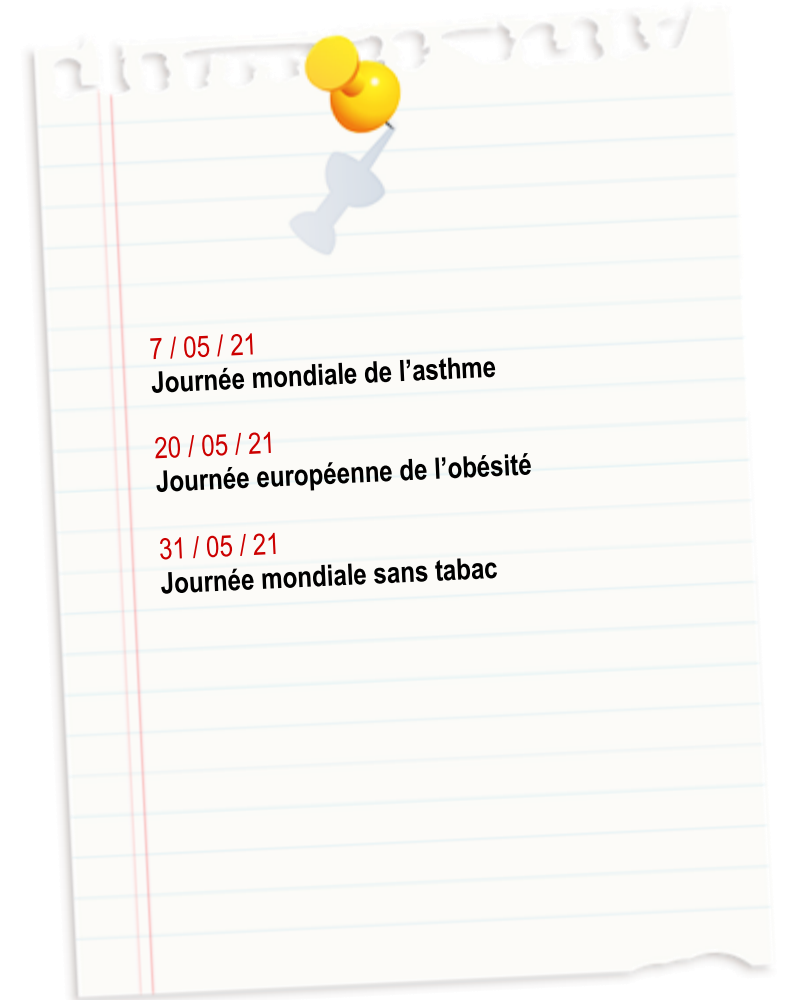 7 / 05 / 21
Journée mondiale de l’asthme
20 / 05 / 21
Journée européenne de l’obésité
31 / 05 / 21
Journée mondiale sans tabac